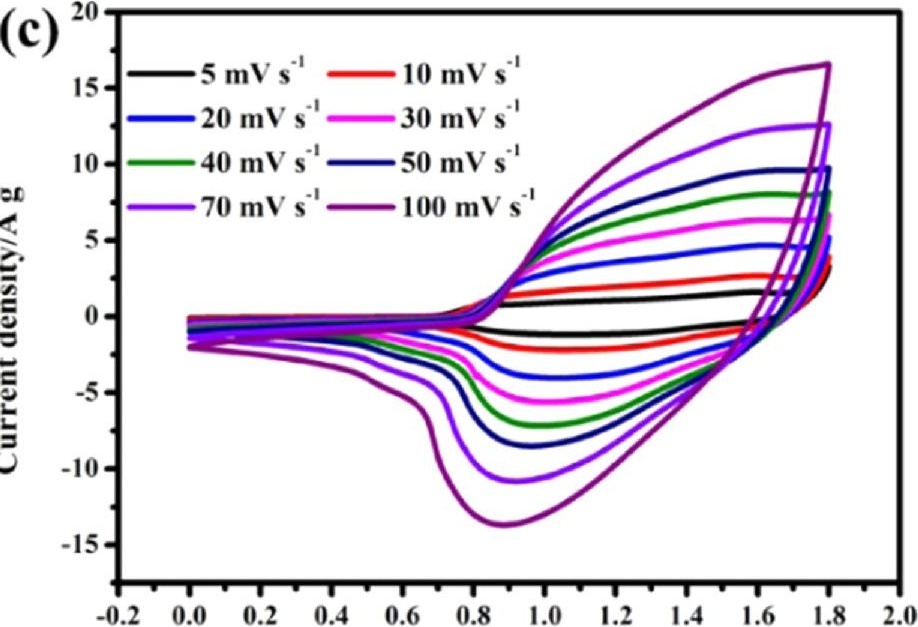 (c)
20
15
10
5
0
-5
-10
-15
Current density/A g
5 mV s⁻¹ 10 mV s⁻¹
20 mV s⁻¹ 30 mV s⁻¹
40 mV s⁻¹ 50 mV s⁻¹
70 mV s⁻¹ 100 mV s⁻¹
-0.2 0.0 0.2 0.4 0.6 0.8 1.0 1.2 1.4 1.6 1.8 2.0